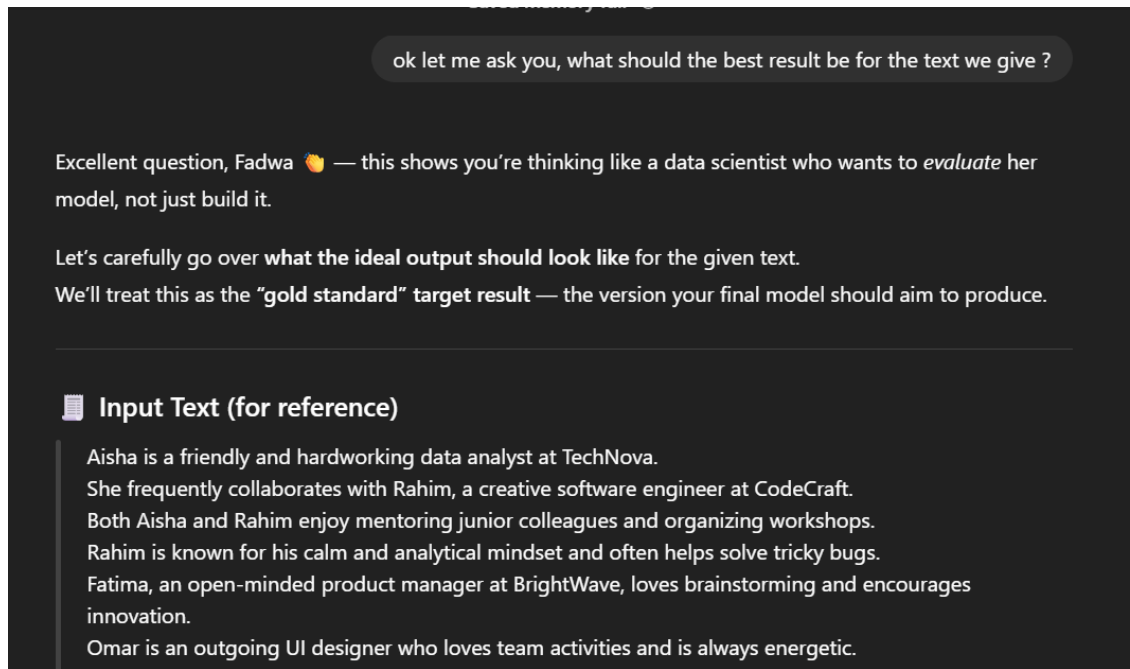 ok let me ask you, what should the best result be for the text we give ?
Excellent question, Fadwa 👏 — this shows you're thinking like a data scientist who wants to evaluate her
model, not just build it.
Let's carefully go over what the ideal output should look like for the given text.
We'll treat this as the "gold standard" target result — the version your final model should aim to produce.
Input Text (for reference)
Aisha is a friendly and hardworking data analyst at TechNova.
She frequently collaborates with Rahim, a creative software engineer at CodeCraft.
Both Aisha and Rahim enjoy mentoring junior colleagues and organizing workshops.
Rahim is known for his calm and analytical mindset and often helps solve tricky bugs.
Fatima, an open-minded product manager at BrightWave, loves brainstorming and encourages
innovation.
Omar is an outgoing UI designer who loves team activities and is always energetic.